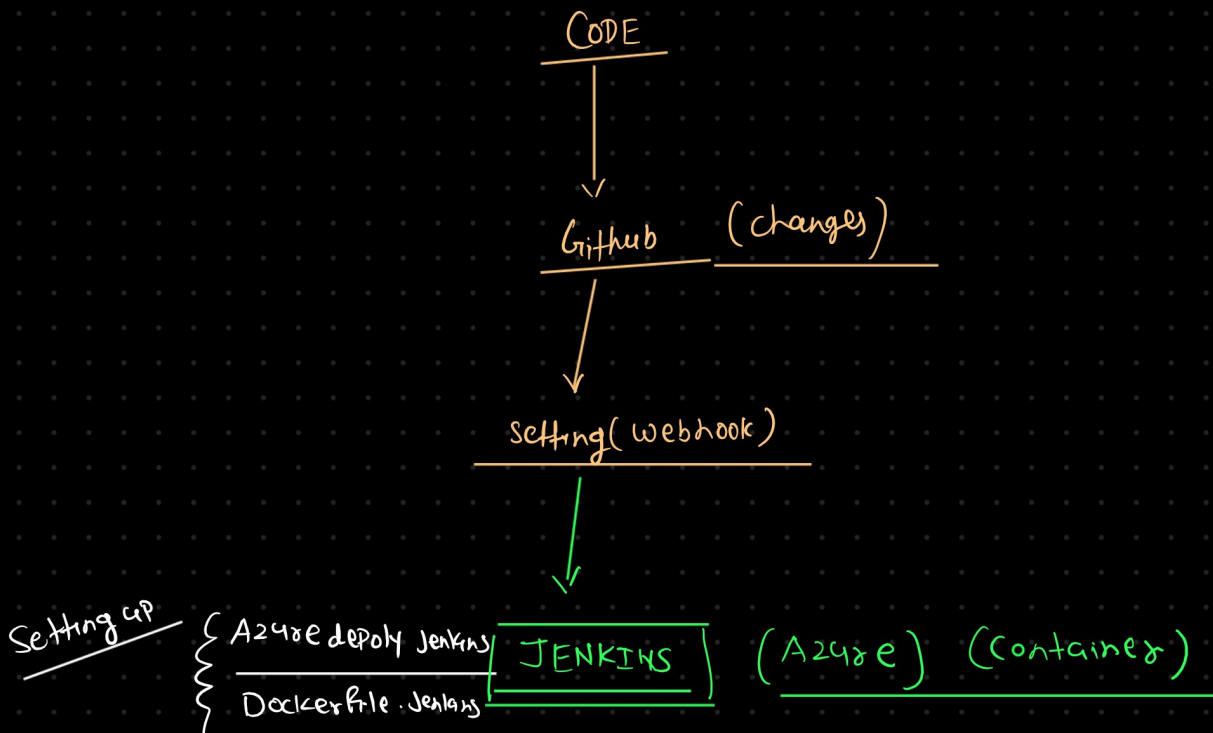 CODE
Github (changes)
setting(webhook)
Setting up
Azure depoly Jenkins
JENKINS (Azure) (container)
Dockerfile.Jenkins